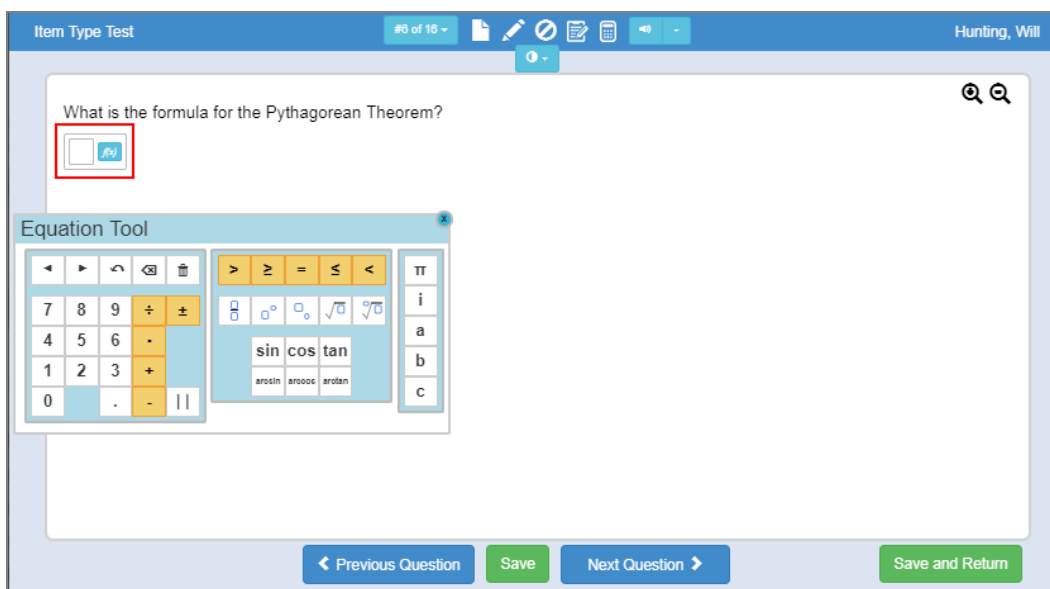 Item Type Test #6 of 16 Hunting, Will
What is the formula for the Pythagorean Theorem?
f(x)
Equation Tool x
> ≥ = ≤ < π
7 8 9 ÷ ± √ √ i
4 5 6 · sin cos tan a
1 2 3 + arcsin arccos arctan b
0 . - | | c
Previous Question Save Next Question Save and Return